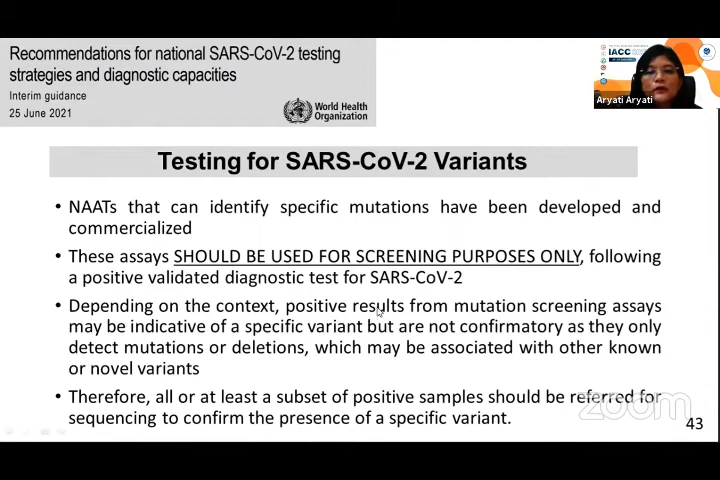 Recommendations for national SARS-CoV-2 testing
strategies and diagnostic capacities
Interim guidance
25 June 2021
World Health
Organization
IACC
Aryati Aryati
Testing for SARS-CoV-2 Variants
• NAATs that can identify specific mutations have been developed and
commercialized
• These assays SHOULD BE USED FOR SCREENING PURPOSES ONLY, following
a positive validated diagnostic test for SARS-CoV-2
• Depending on the context, positive results from mutation screening assays
may be indicative of a specific variant but are not confirmatory as they only
detect mutations or deletions, which may be associated with other known
or novel variants
• Therefore, all or at least a subset of positive samples should be referred for
sequencing to confirm the presence of a specific variant.
zoom
43